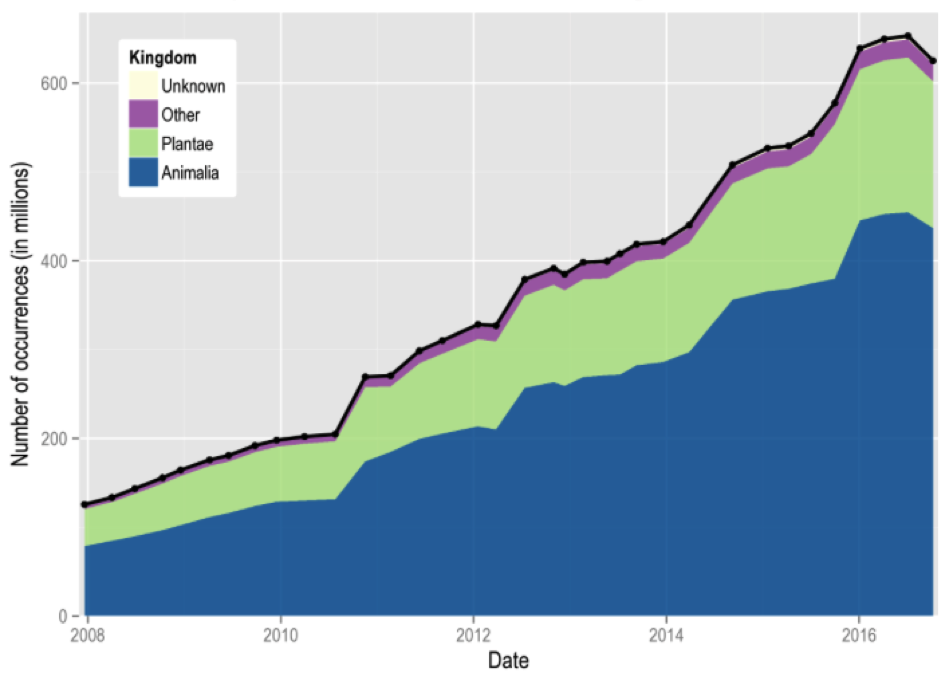 Kingdom
Unknown
Other
Plantae
Animalia
Number of occurrences (in millions)
600
400
200
0
2008 2010 2012 2014 2016
Date